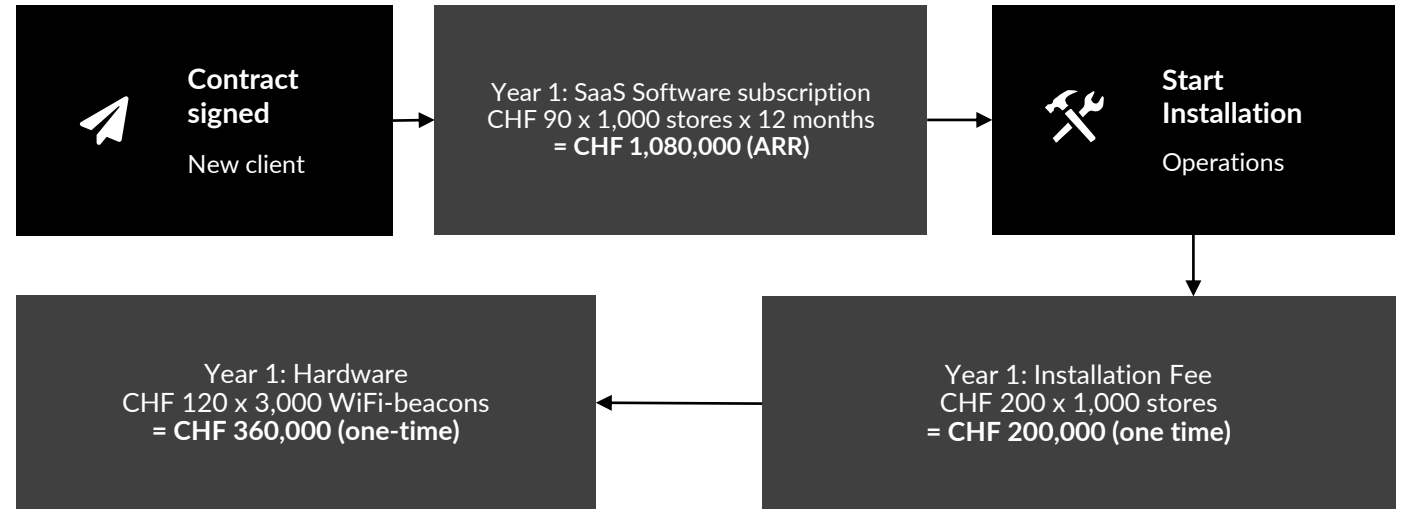 Contract
signed
New client
Year 1: SaaS Software subscription
CHF 90 x 1,000 stores x 12 months
= CHF 1,080,000 (ARR)
Start
Installation
Operations
Year 1: Installation Fee
CHF 200 x 1,000 stores
= CHF 200,000 (one time)
Year 1: Hardware
CHF 120 x 3,000 WiFi-beacons
= CHF 360,000 (one-time)